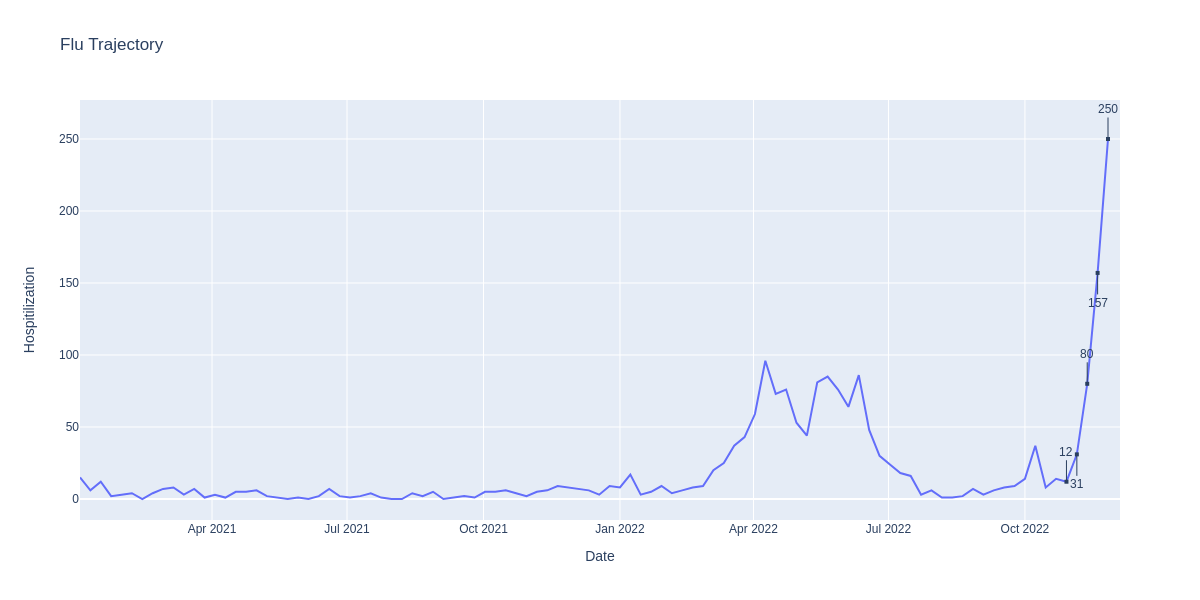 Flu Trajectory
Hospitilization
250
200
150
100
50
0
250
157
80
12
31
Apr 2021
Jul 2021
Oct 2021
Jan 2022
Apr 2022
Jul 2022
Oct 2022
Date